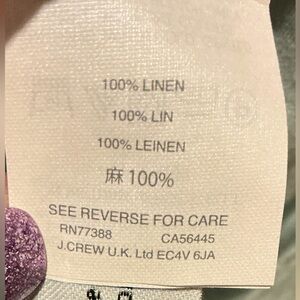 100% LINEN
100% LIN
100% LEINEN
麻 100%
SEE REVERSE FOR CARE
RN77388 CA56445
J.CREW U.K. Ltd EC4V 6JA